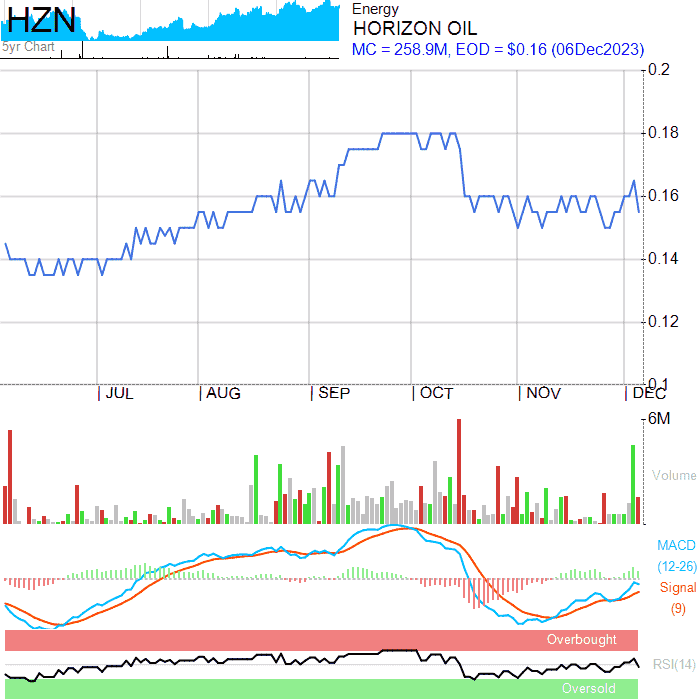 HZN
5yr Chart
Energy
HORIZON OIL
MC = 258.9M, EOD = $0.16 (06Dec2023)
0.2
0.18
0.16
0.14
0.12
0.1
JUL AUG SEP OCT NOV DEC
6M
Volume
MACD
(12-26)
Signal
(9)
Overbought
RSI(14)
Oversold